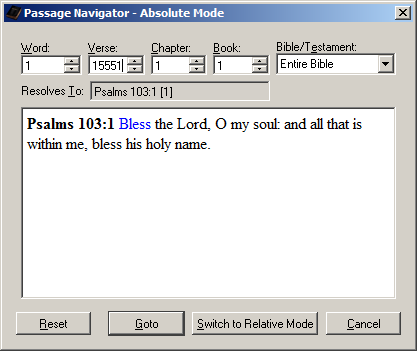 Passage Navigator - Absolute Mode
Word: Verse: Chapter: Book: Bible/Testament:
1 15551 1 1 Entire Bible
Resolves To: Psalms 103:1 [1]
Psalms 103:1 Bless the Lord, O my soul: and all that is
within me, bless his holy name.
Reset Goto Switch to Relative Mode Cancel